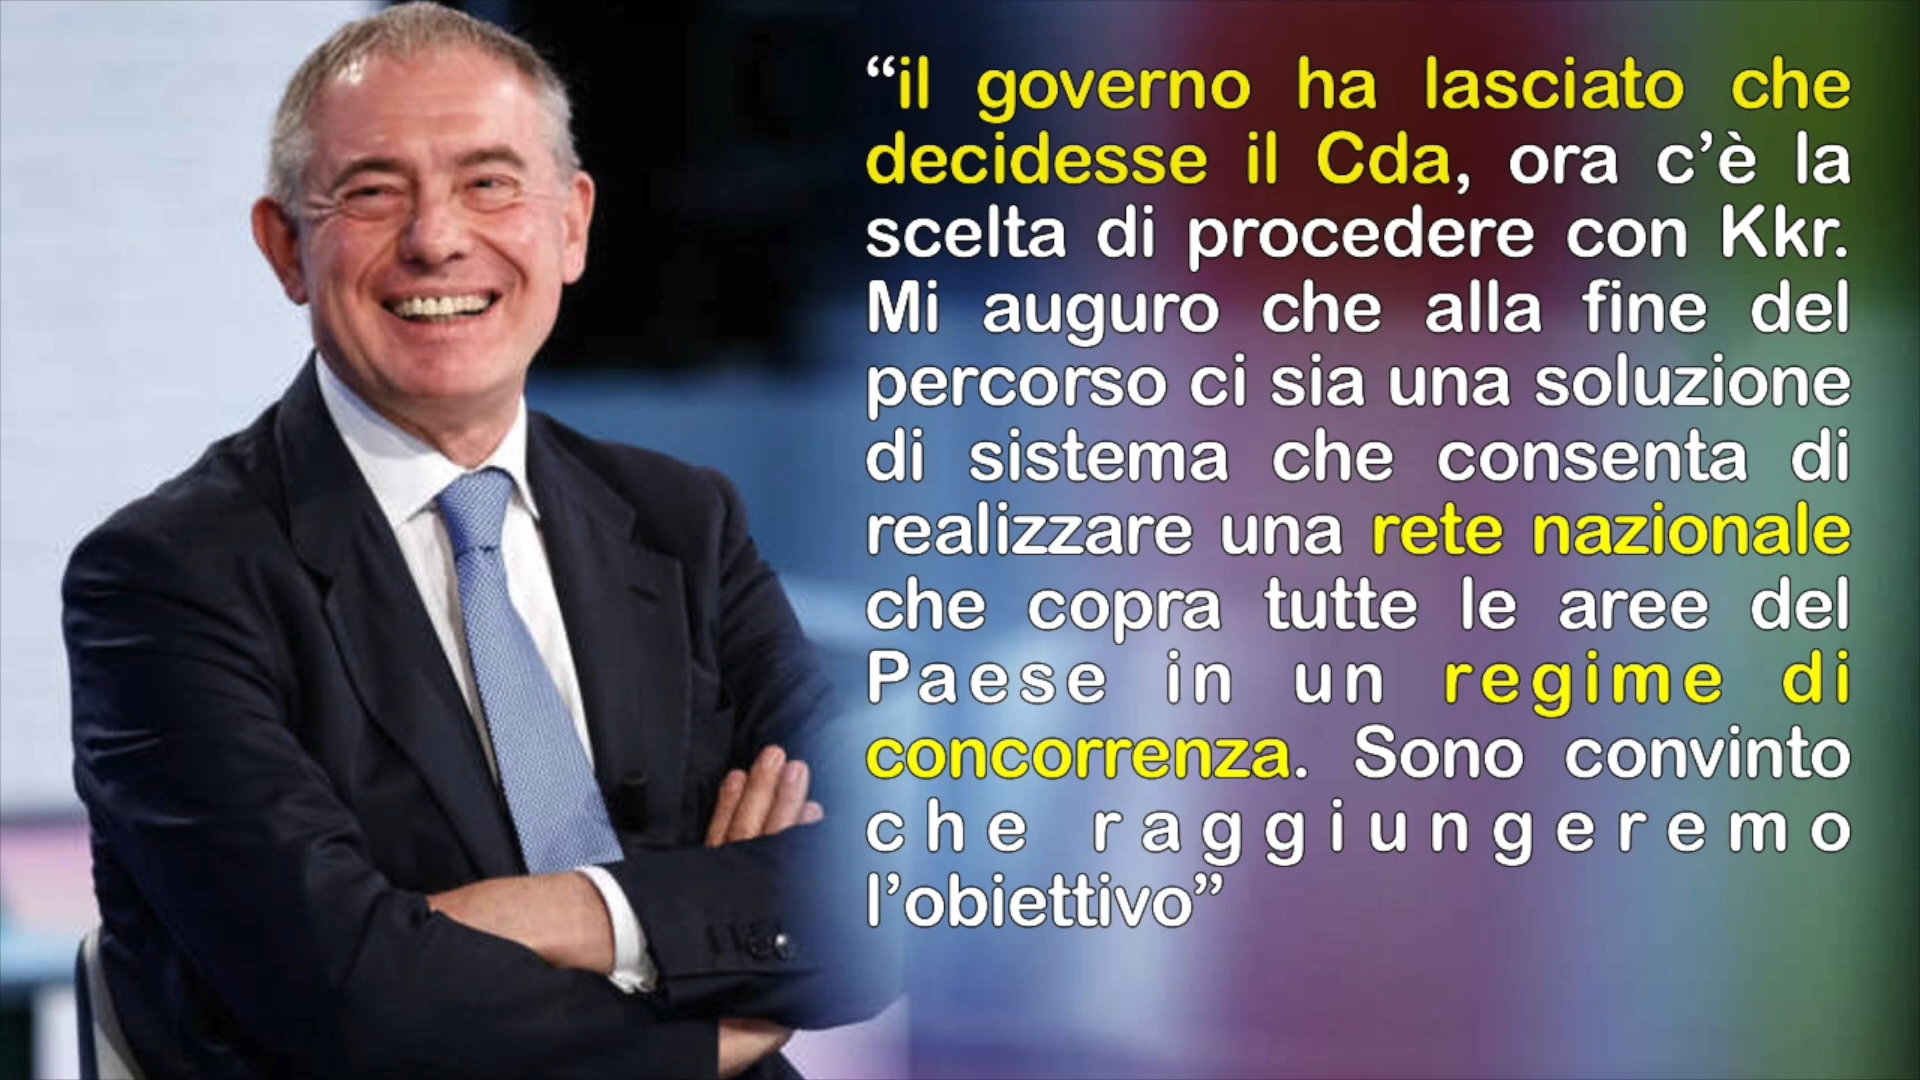 “il governo ha lasciato che
decidesse il Cda, ora c’è la
scelta di procedere con Kkr.
Mi auguro che alla fine del
percorso ci sia una soluzione
di sistema che consenta di
realizzare una rete nazionale
che copra tutte le aree del
Paese in un regime di
concorrenza. Sono convinto
che raggiungeremo
l’obiettivo”